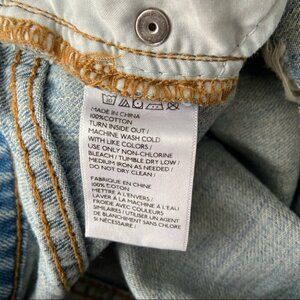 MADE IN CHINA
100%COTTON
TURN INSIDE OUT /
MACHINE WASH COLD
WITH LIKE COLORS /
USE ONLY NON-CHLORINE
BLEACH / TUMBLE DRY LOW /
MEDIUM IRON AS NEEDED /
DO NOT DRY CLEAN /
FABRIQUE EN CHINE
100% COTON
METTRE A L'ENVERS /
LAVER A LA MACHINE A L'EAU
FROIDE AVEC COULEURS
SIMILAIRES / UTILISER UN AGENT
DE BLANCHIMENT SANS CHLORE
SI NÉCESSAIRE /